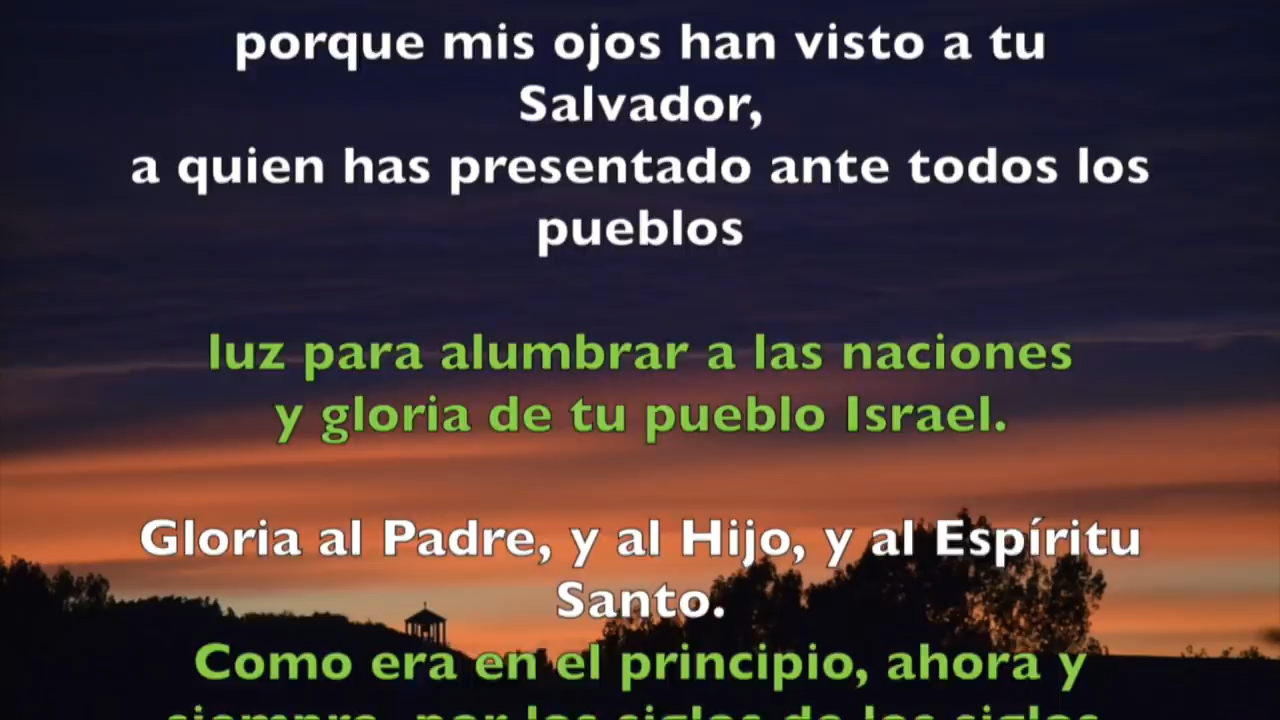 porque mis ojos han visto a tu
Salvador,
a quien has presentado ante todos los
pueblos
luz para alumbrar a las naciones
y gloria de tu pueblo Israel.
Gloria al Padre, y al Hijo, y al Espíritu
Santo.
Como era en el principio, ahora y
siempre, por los siglos de los siglos